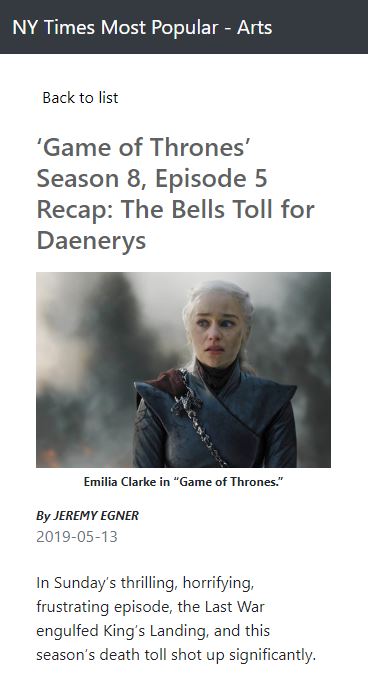 NY Times Most Popular - Arts
Back to list
‘Game of Thrones’
Season 8, Episode 5
Recap: The Bells Toll for
Daenerys
Emilia Clarke in “Game of Thrones.”
By JEREMY EGNER
2019-05-13
In Sunday’s thrilling, horrifying,
frustrating episode, the Last War
engulfed King’s Landing, and this
season’s death toll shot up significantly.